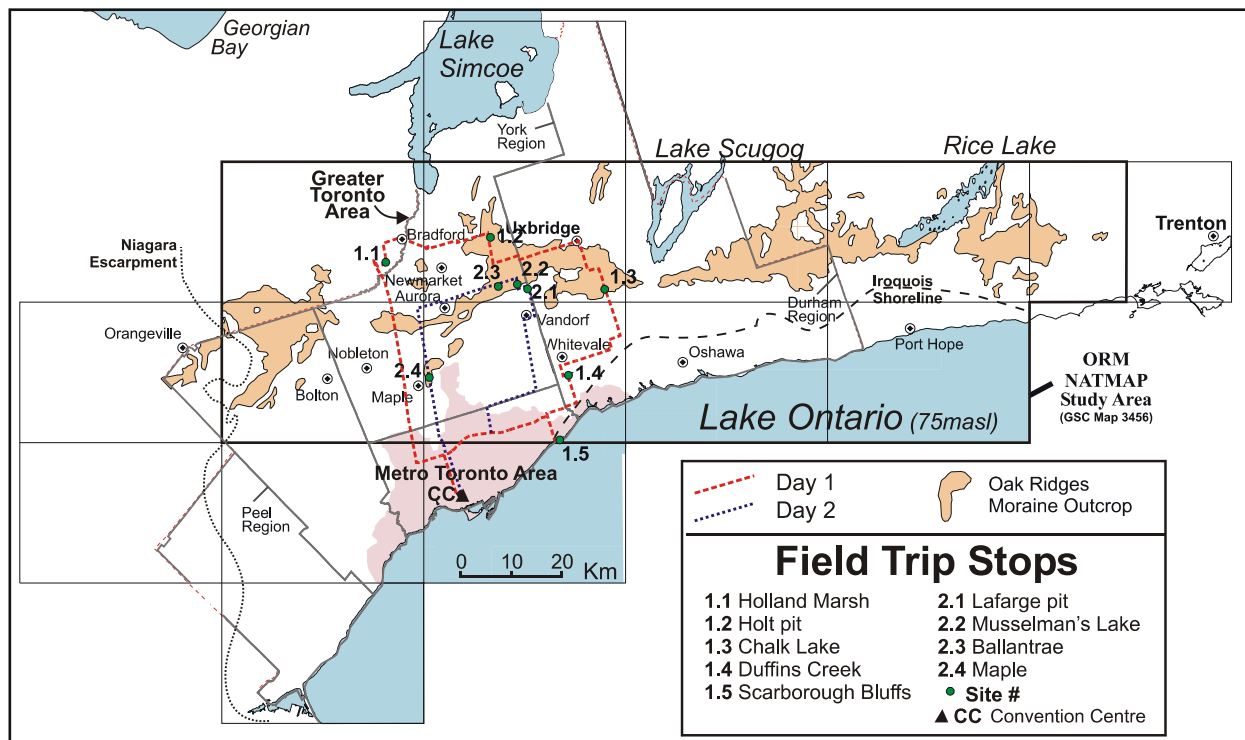 Georgian
Bay
Lake
Simcoe
York
Region
Lake Scugog
Rice Lake
Greater
Toronto
Area
Trenton
Niagara
Escarpment
Bradford
Uxbridge
1.1
1.2
Newmarket
2.3
2.2
2.1
1.3
Aurora
Iroquois
Shoreline
Durham
Region
Orangeville
Vandorf
Port Hope
Nobleton
Whitevale
Oshawa
Bolton
2.4
Maple
1.4
ORM
NATMAP
Study Area
(GSC Map 3456)
Lake Ontario (75masl)
1.5
Metro Toronto Area
CC
Peel
Region
0 10 20
Km
Day 1
Day 2
Oak Ridges
Moraine Outcrop
Field Trip Stops
1.1 Holland Marsh
1.2 Holt pit
1.3 Chalk Lake
1.4 Duffins Creek
1.5 Scarborough Bluffs
2.1 Lafarge pit
2.2 Musselman's Lake
2.3 Ballantrae
2.4 Maple
Site #
CC Convention Centre